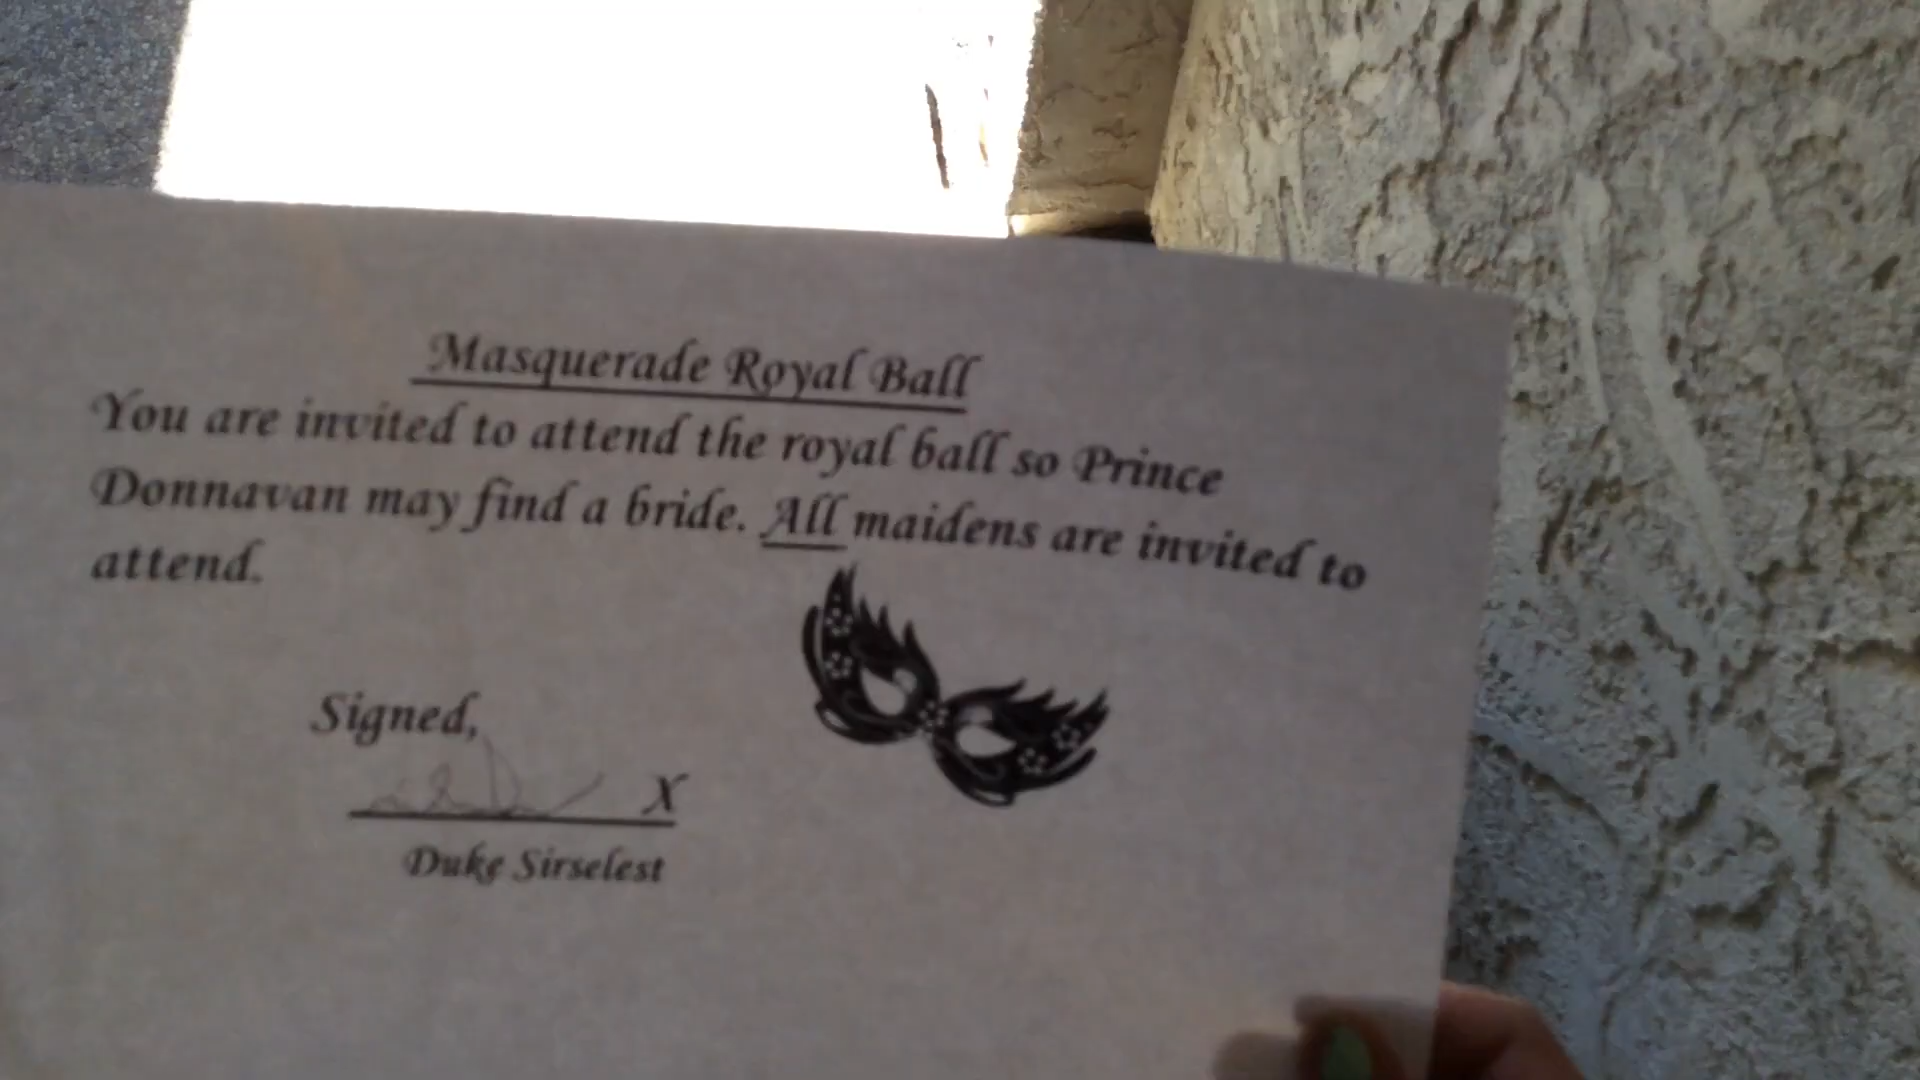 Masquerade Royal Ball
You are invited to attend the royal ball so Prince
Donnavan may find a bride. All maidens are invited to
attend.
Signed,
X
Duke Sirselest